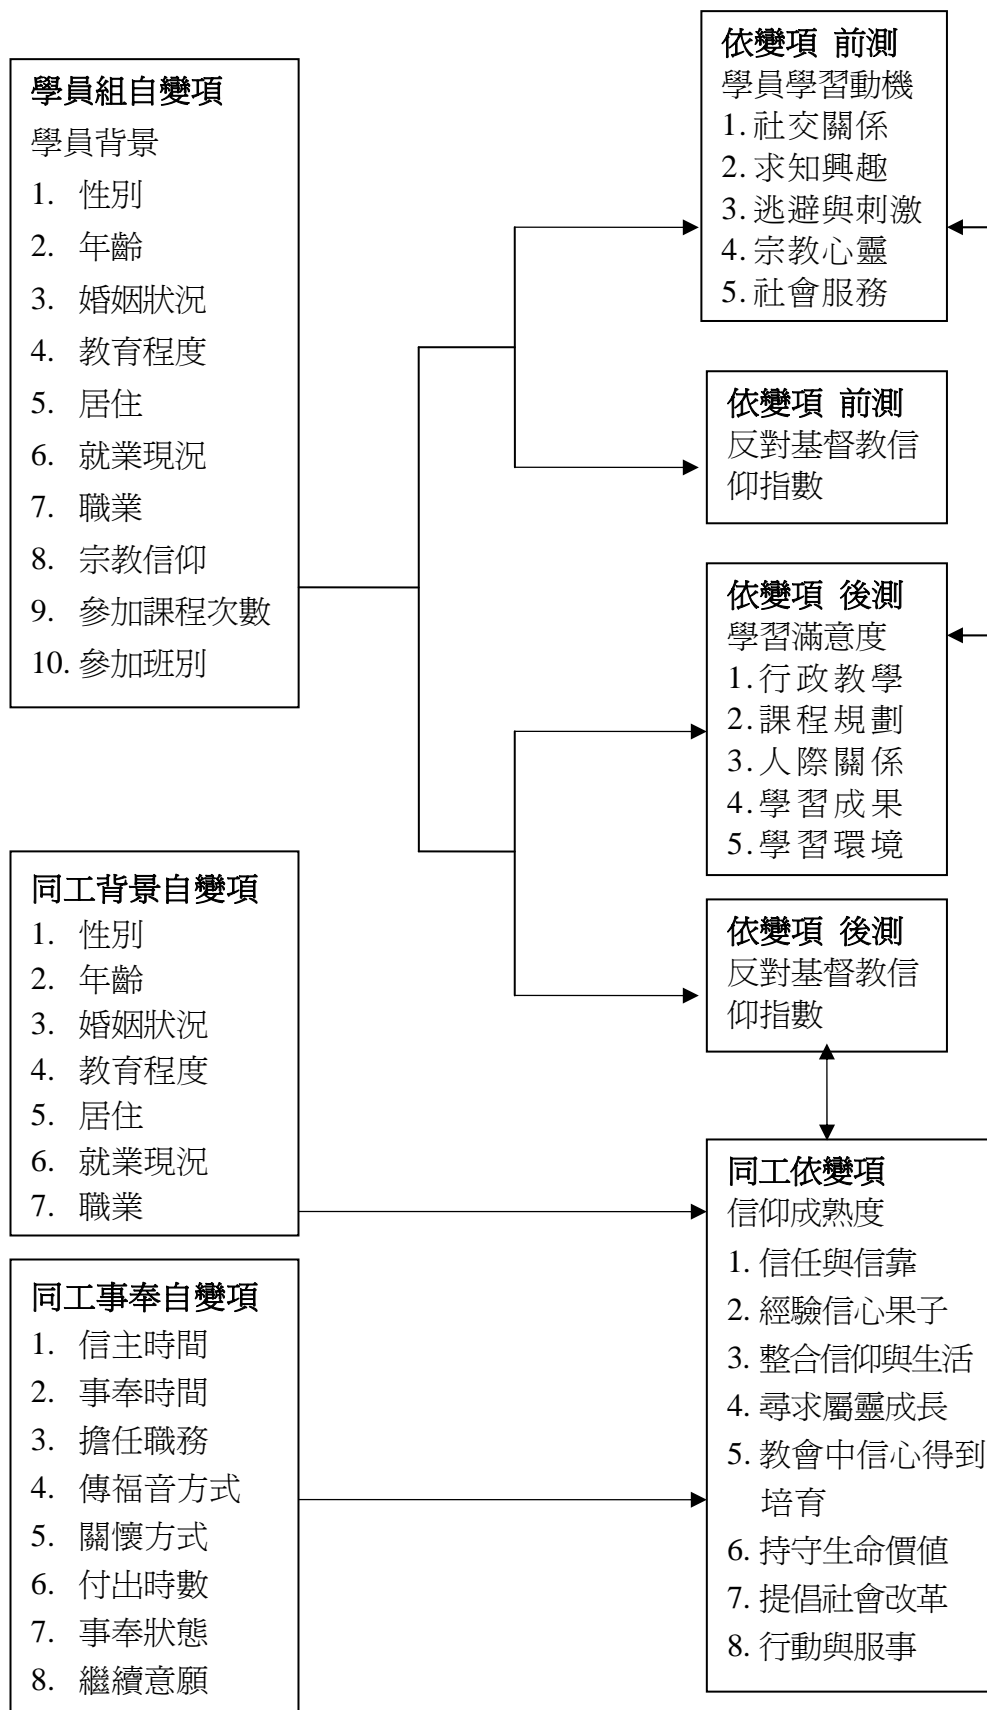 學員組自變項
學員背景
1. 性別
2. 年齡
3. 婚姻狀況
4. 教育程度
5. 居住
6. 就業現況
7. 職業
8. 宗教信仰
9. 參加課程次數
10. 參加班別
同工背景自變項
1. 性別
2. 年齡
3. 婚姻狀況
4. 教育程度
5. 居住
6. 就業現況
7. 職業
同工事奉自變項
1. 信主時間
2. 事奉時間
3. 擔任職務
4. 傳福音方式
5. 關懷方式
6. 付出時數
7. 事奉狀態
8. 繼續意願
依變項 前測
學員學習動機
1. 社交關係
2. 求知興趣
3. 逃避與刺激
4. 宗教心靈
5. 社會服務
依變項 前測
反對基督教信
仰指數
依變項 後測
學習滿意度
1. 行政教學
2. 課程規劃
3. 人際關係
4. 學習成果
5. 學習環境
依變項 後測
反對基督教信
仰指數
同工依變項
信仰成熟度
1. 信任與信靠
2. 經驗信心果子
3. 整合信仰與生活
4. 尋求屬靈成長
5. 教會中信心得到
培育
6. 持守生命價值
7. 提倡社會改革
8. 行動與服事